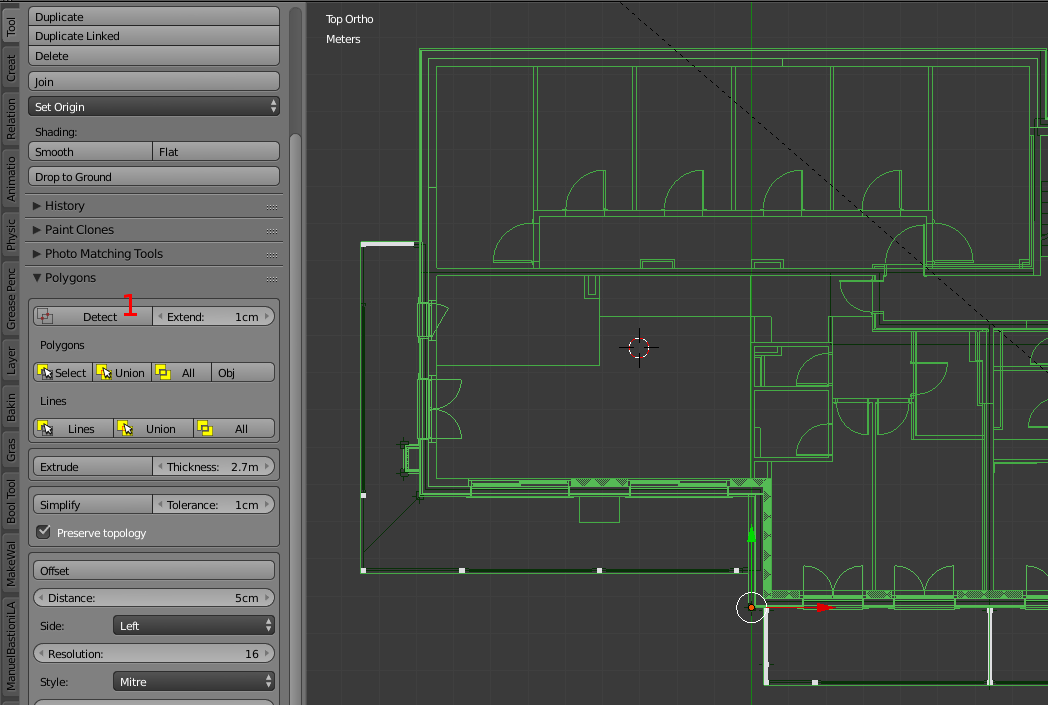 Tool
Creat
Relation
Animatio
Physic
Grease Penc
Layer
Bakin
Gras
Bool Tool
MakeWal
ManuelBastioniLA
Duplicate
Duplicate Linked
Delete
Join
Set Origin
Shading:
Smooth Flat
Drop to Ground
History
Paint Clones
Photo Matching Tools
Polygons
1
Detect Extend: 1cm
Polygons
Select Union All Obj
Lines
Lines Union All
Extrude Thickness: 2.7m
Simplify Tolerance: 1cm
Preserve topology
Offset
Distance: 5cm
Side: Left
Resolution: 16
Style: Mitre
Top Ortho
Meters